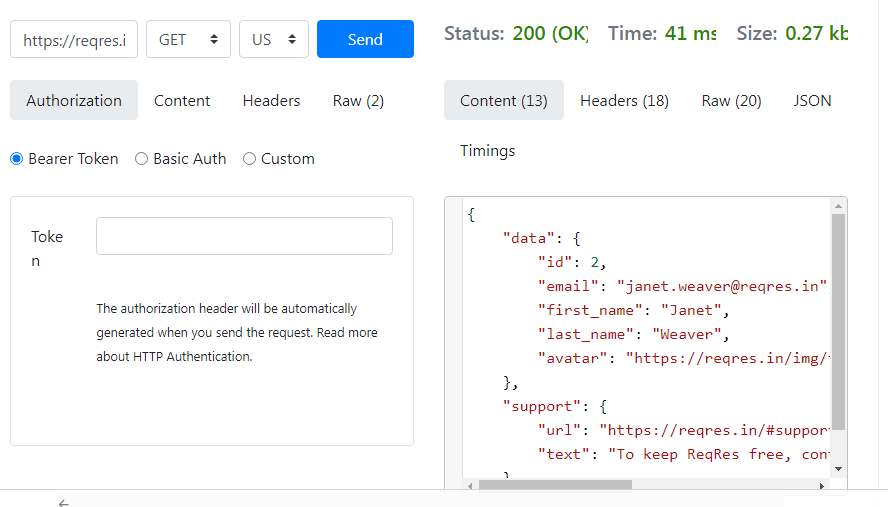 https://reqres.i GET US Send
Status: 200 (OK) Time: 41 ms Size: 0.27 kb
Authorization Content Headers Raw (2)
Content (13) Headers (18) Raw (20) JSON
Timings
Bearer Token Basic Auth Custom
Toke
n
The authorization header will be automatically
generated when you send the request. Read more
about HTTP Authentication.
{
"data": {
"id": 2,
"email": "janet.weaver@reqres.in"
"first_name": "Janet",
"last_name": "Weaver",
"avatar": "https://reqres.in/img/
},
"support": {
"url": "https://reqres.in/#support
"text": "To keep ReqRes free, con
}